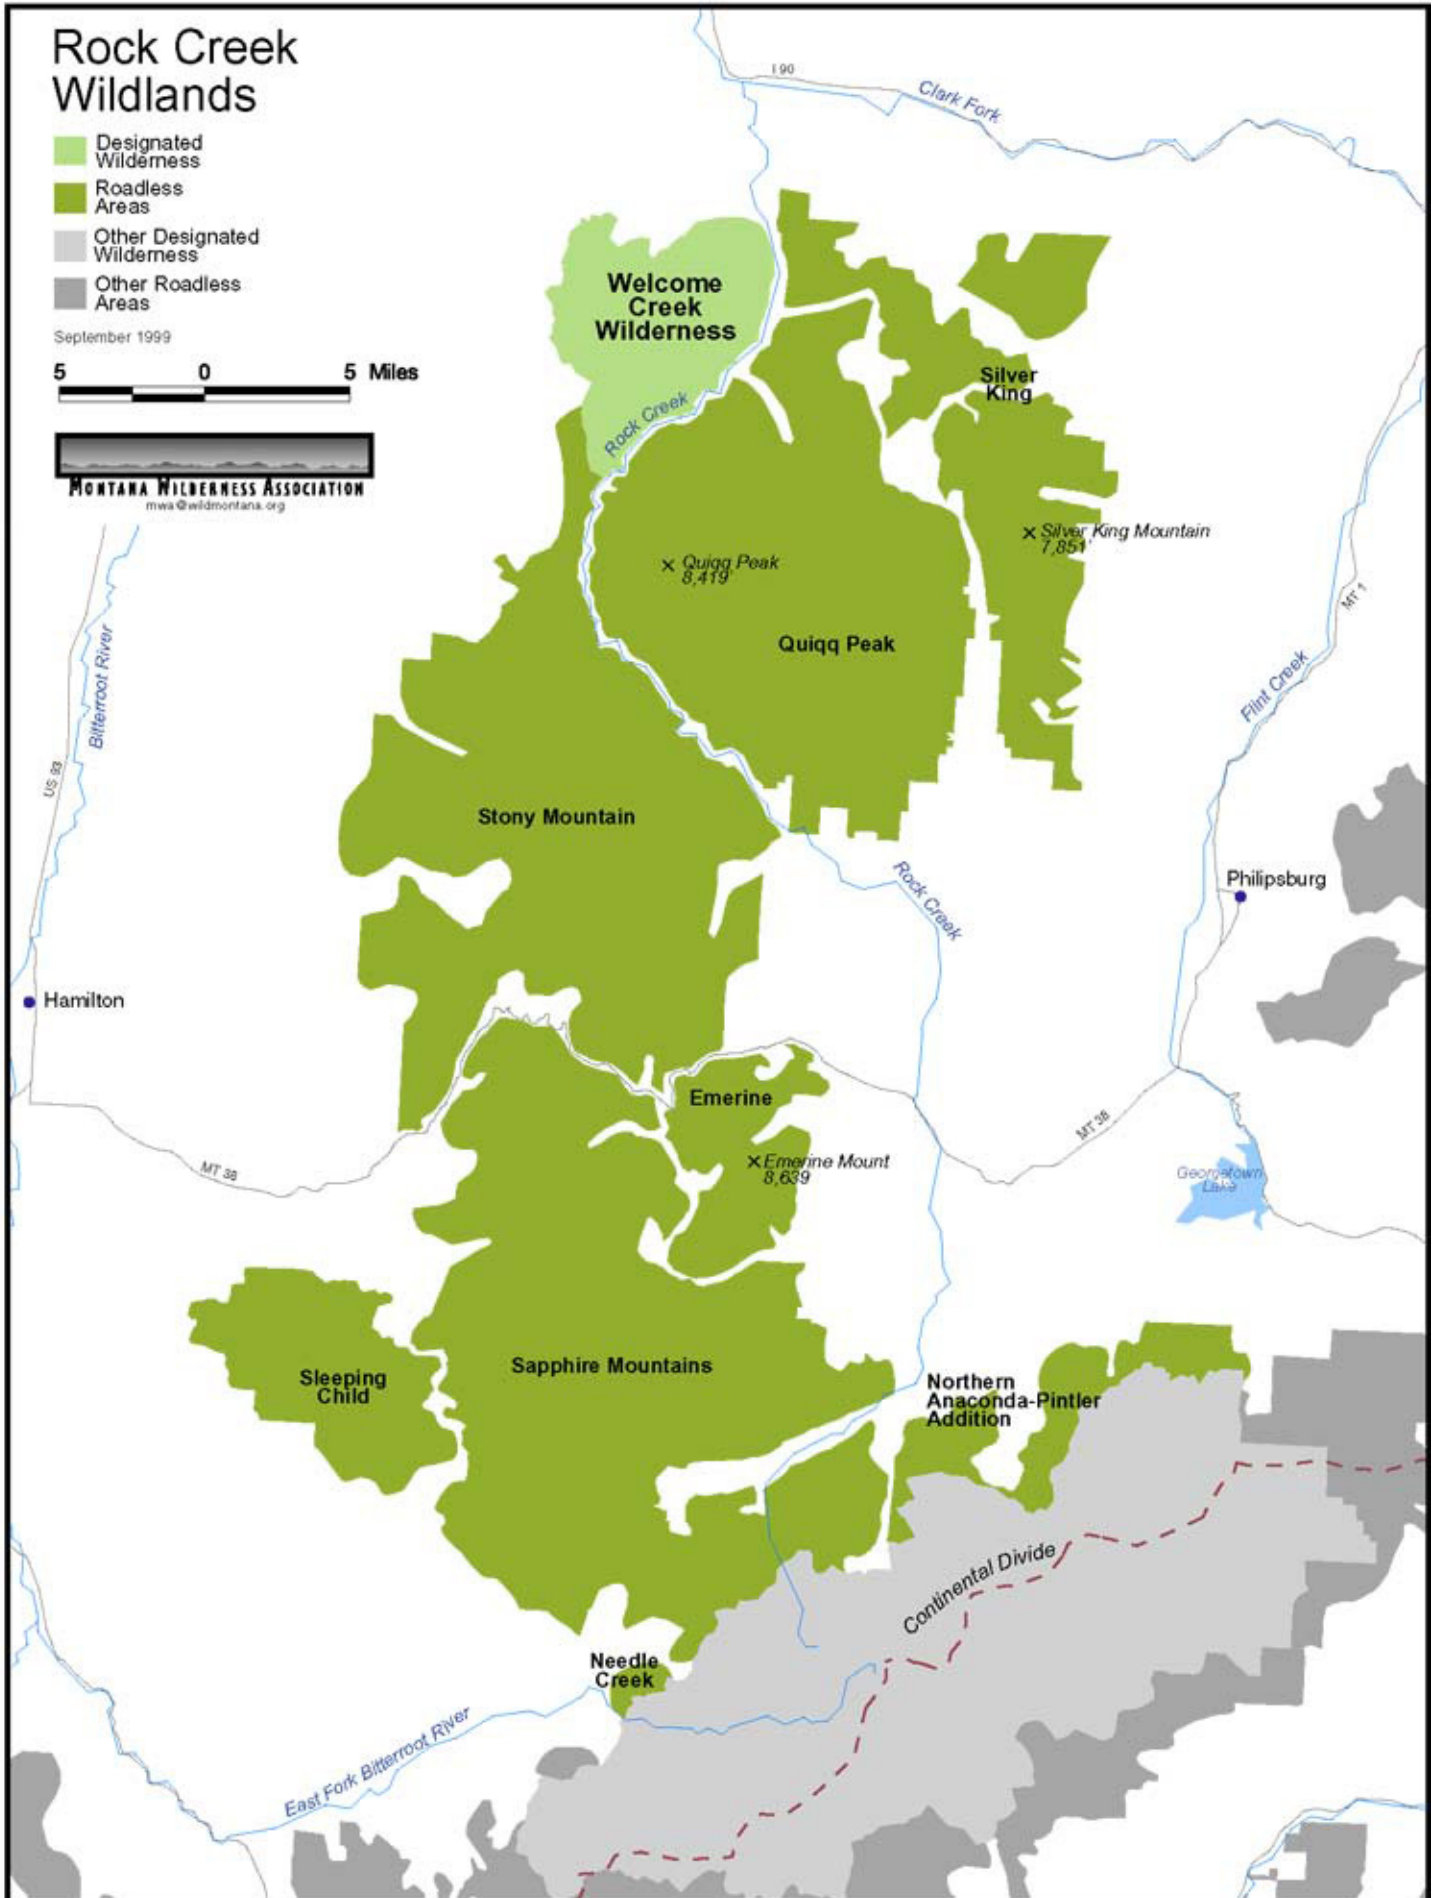 Rock Creek
Wildlands
Designated
Wilderness
Roadless
Areas
Other Designated
Wilderness
Other Roadless
Areas
September 1999
5 0 5 Miles
MONTANA WILDERNESS ASSOCIATION
mwa@wildmontana.org
I 90
Clark Fork
Welcome
Creek
Wilderness
Rock Creek
Silver
King
Silver King Mountain
7,851'
Quigg Peak
8,419'
Quiqq Peak
MT 1
Flint Creek
Bitterroot River
US 93
Stony Mountain
Rock Creek
Philipsburg
Hamilton
Emerine
Emerine Mount
8,639
MT 38
MT 38
Georgetown
Lake
Sleeping
Child
Sapphire Mountains
Northern
Anaconda-Pintler
Addition
Continental Divide
Needle
Creek
East Fork Bitterroot River